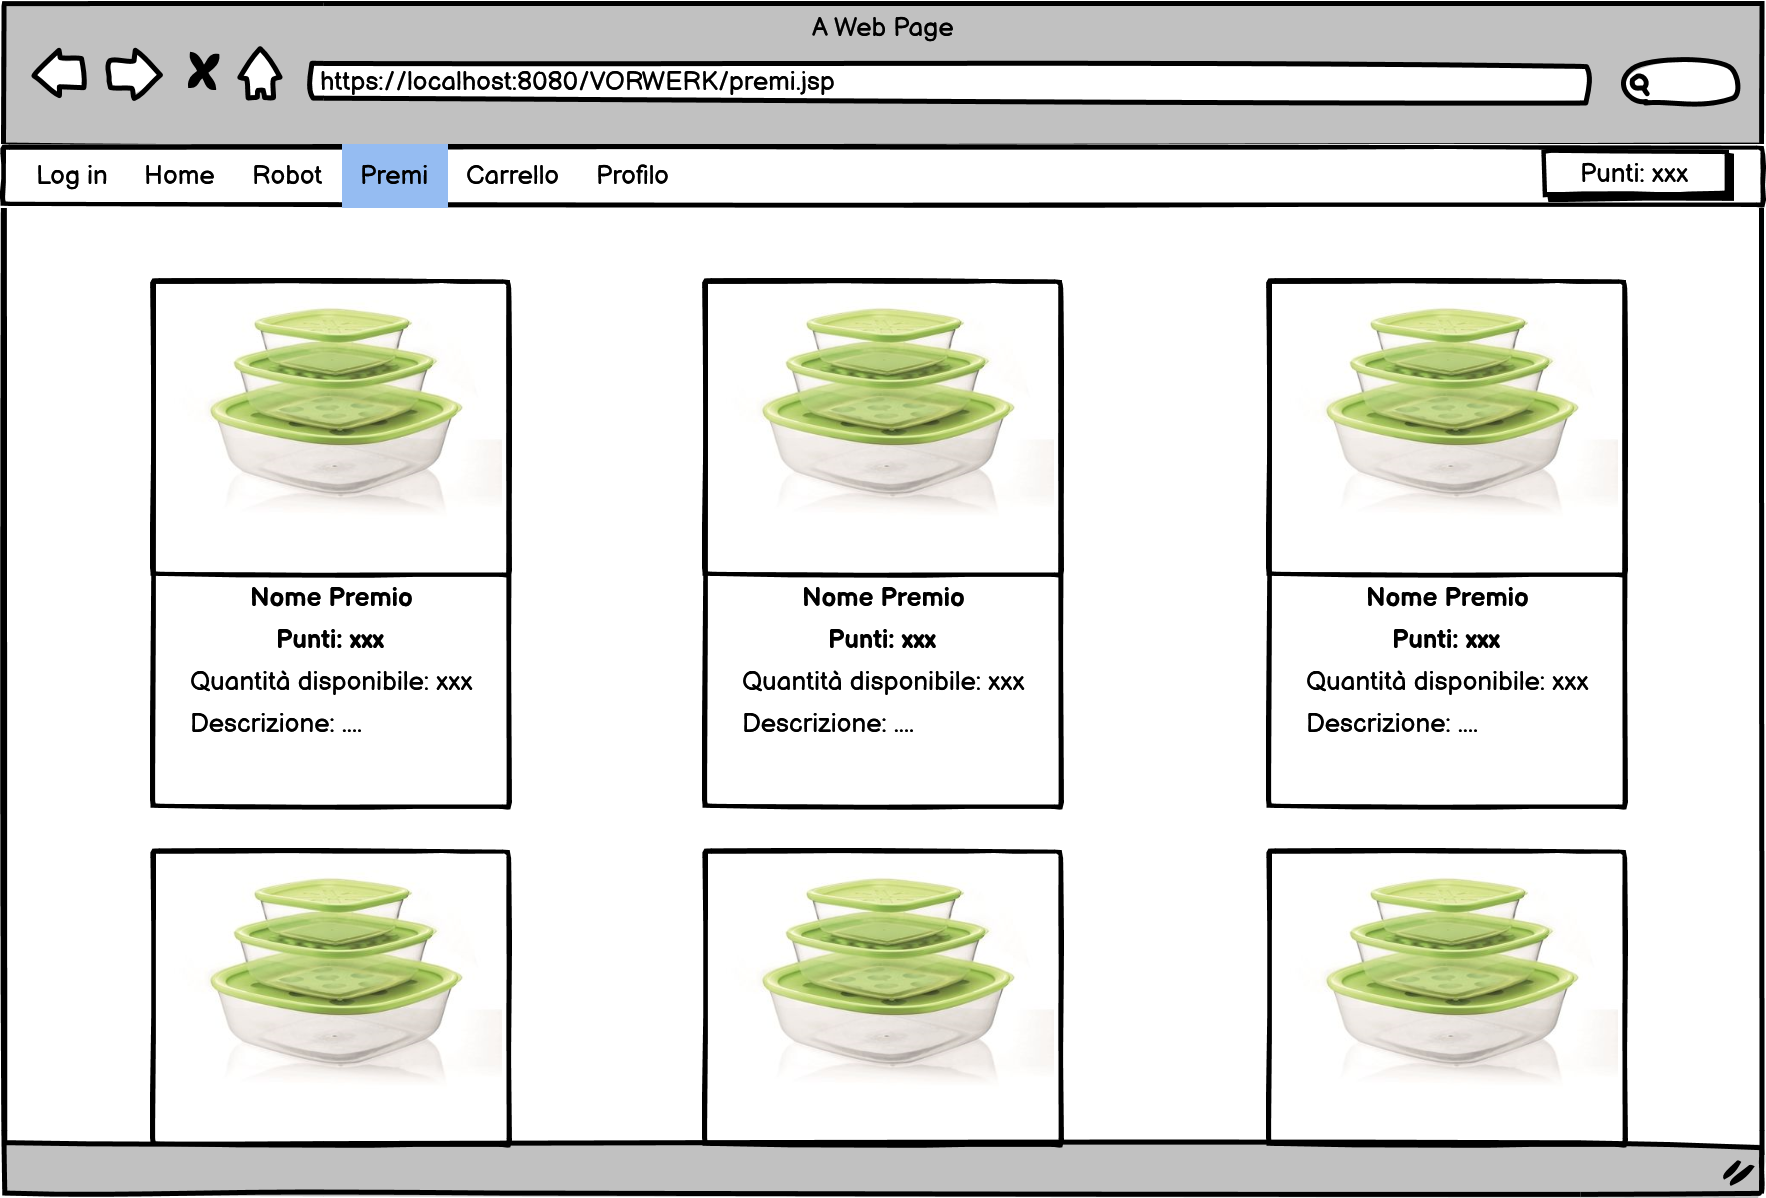 A Web Page
https://localhost:8080/VORWERK/premi.jsp
Log in Home Robot Premi Carrello Profilo Punti: xxx
Nome Premio
Punti: xxx
Quantità disponibile: xxx
Descrizione: ....
Nome Premio
Punti: xxx
Quantità disponibile: xxx
Descrizione: ....
Nome Premio
Punti: xxx
Quantità disponibile: xxx
Descrizione: ....